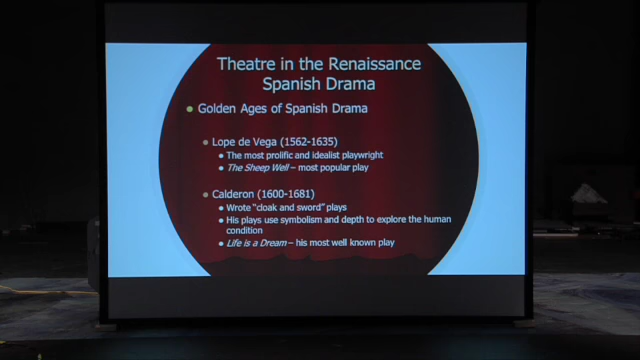 Theatre in the Renaissance
Spanish Drama
Golden Ages of Spanish Drama
Lope de Vega (1562-1635)
The most prolific and idealist playwright
The Sheep Well – most popular play
Calderon (1600-1681)
Wrote "cloak and sword" plays
His plays use symbolism and depth to explore the human
condition
Life is a Dream – his most well known play